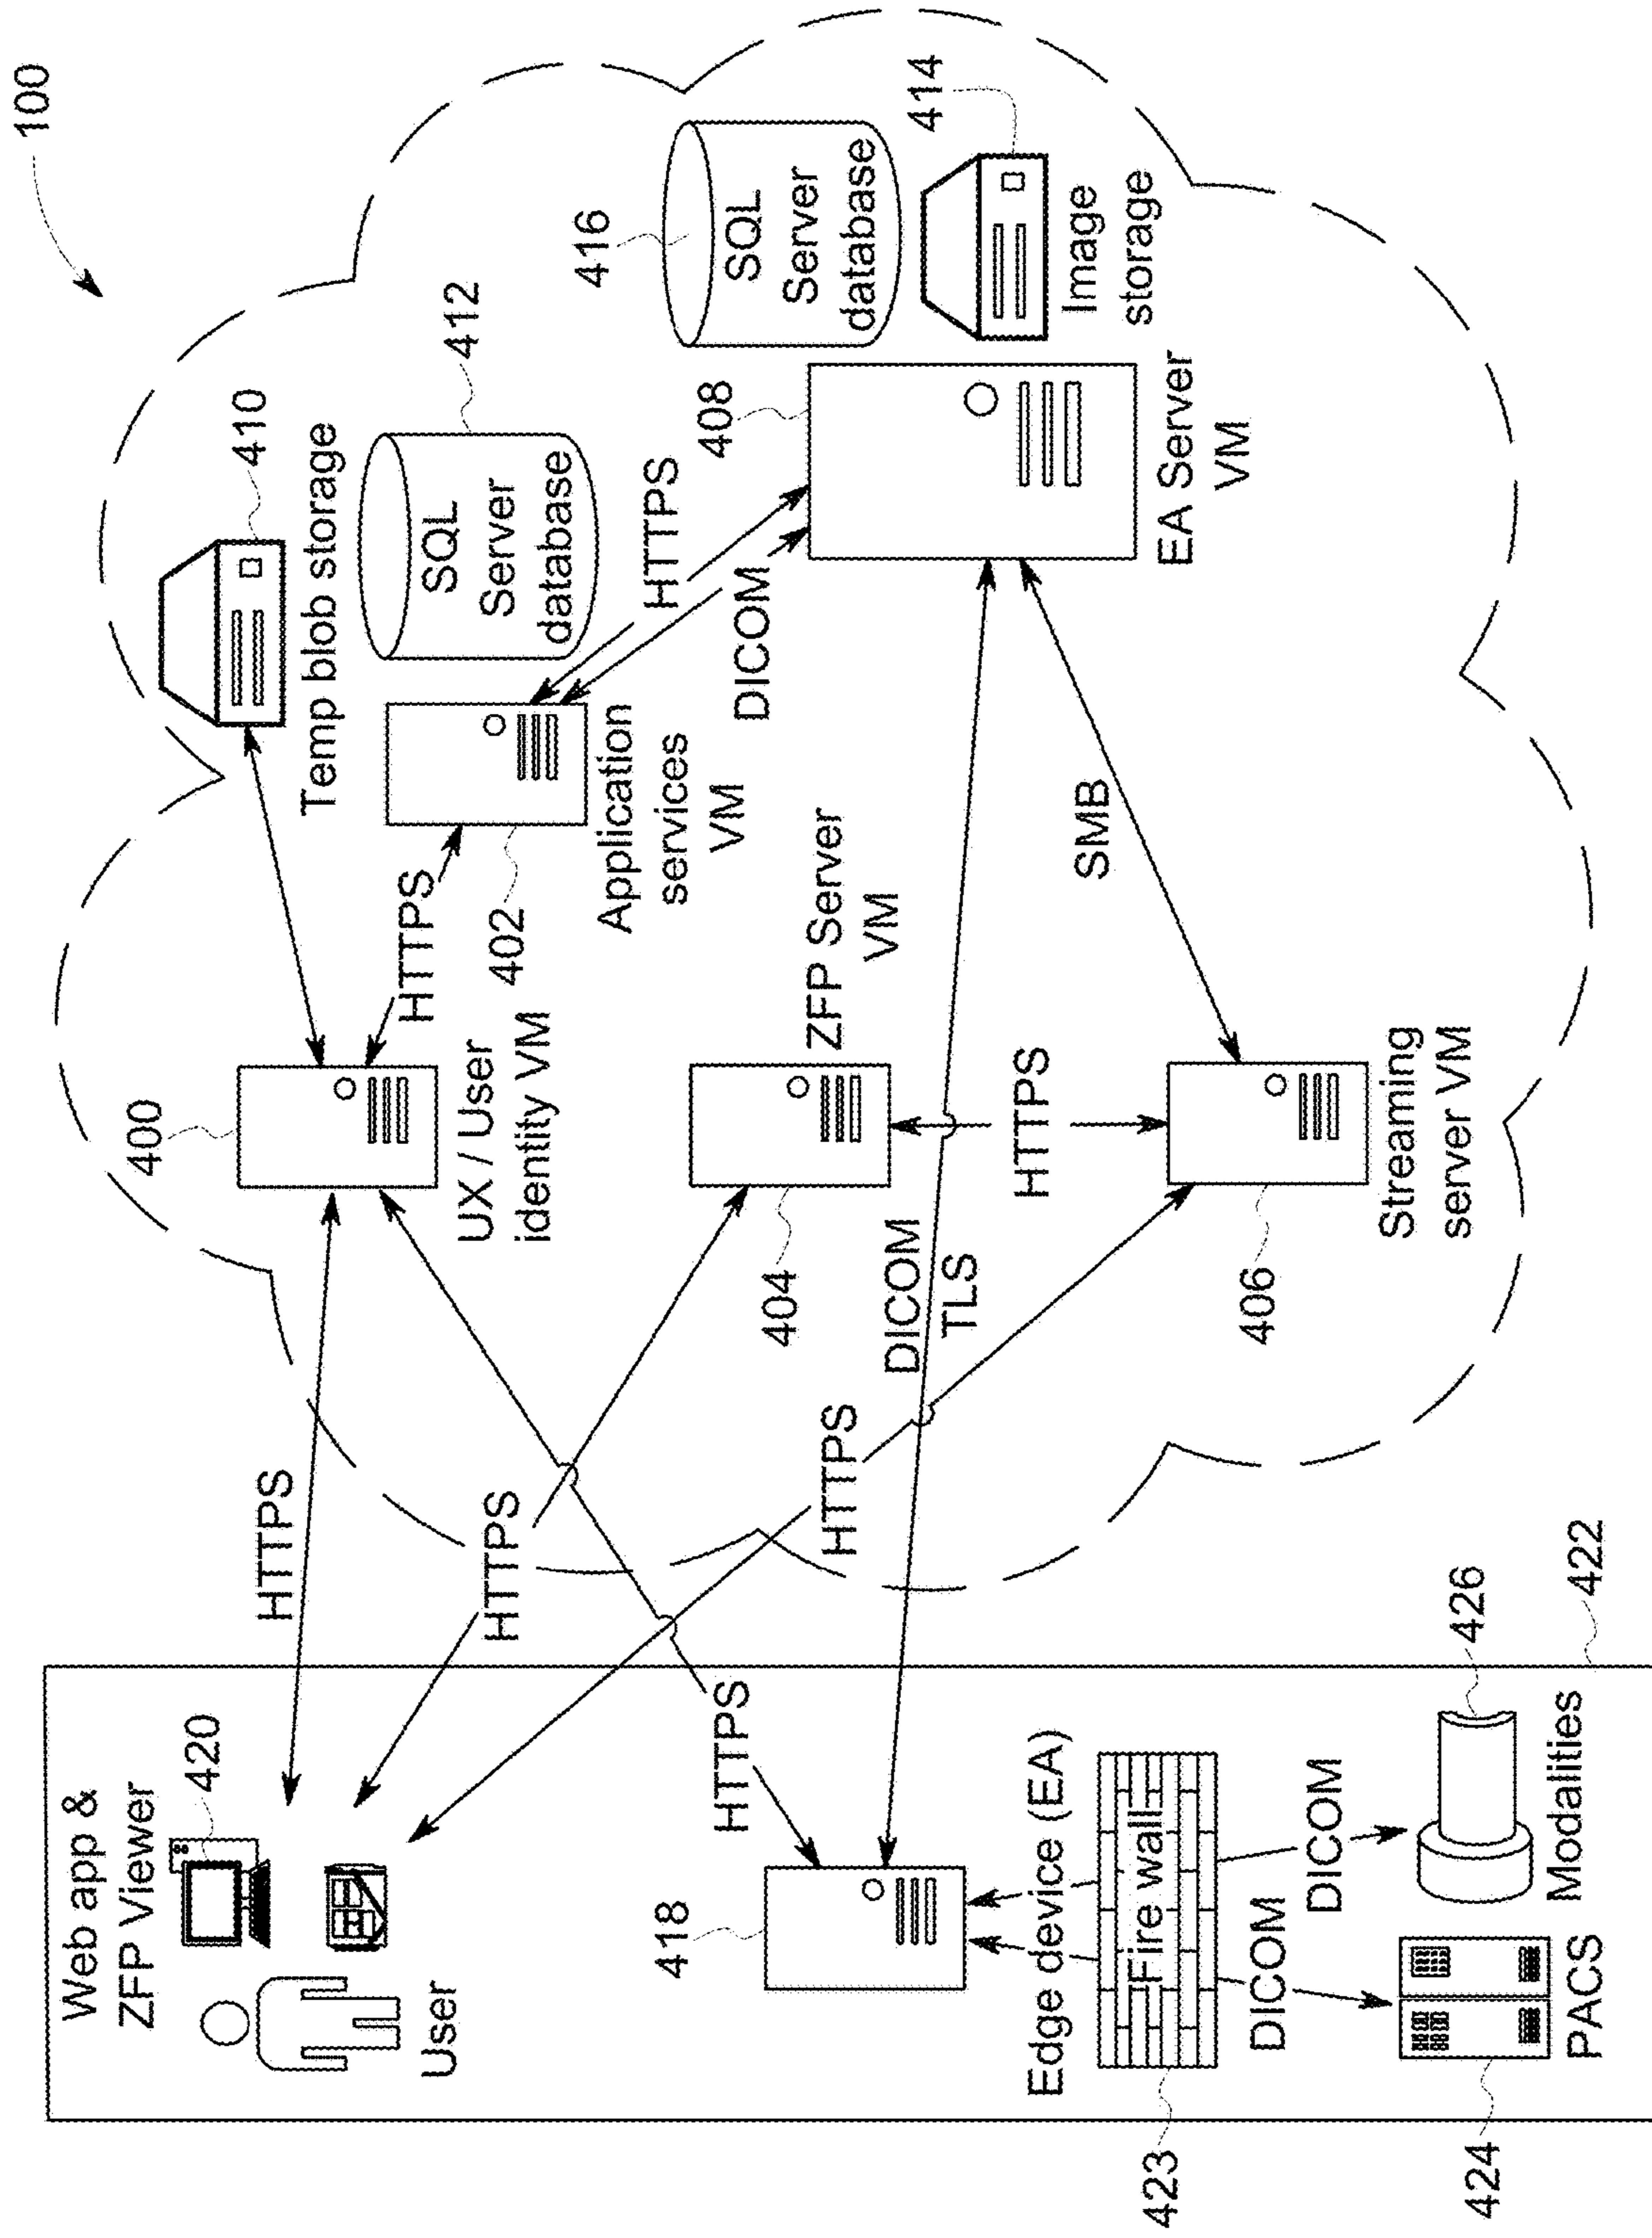 100
Web app &
ZFP Viewer
420
User
HTTPS
HTTPS
HTTPS
HTTPS
400
UX / User
identity VM
HTTPS
410
Temp blob storage
402
Application
services
VM
412
SQL
Server
database
HTTPS
DICOM
408
EA Server
VM
416
SQL
Server
database
414
Image
storage
404
ZFP Server
VM
DICOM
TLS
HTTPS
SMB
406
Streaming
server VM
418
Edge device (EA)
423
Fire wall
DICOM
DICOM
424
PACS
426
Modalities
422